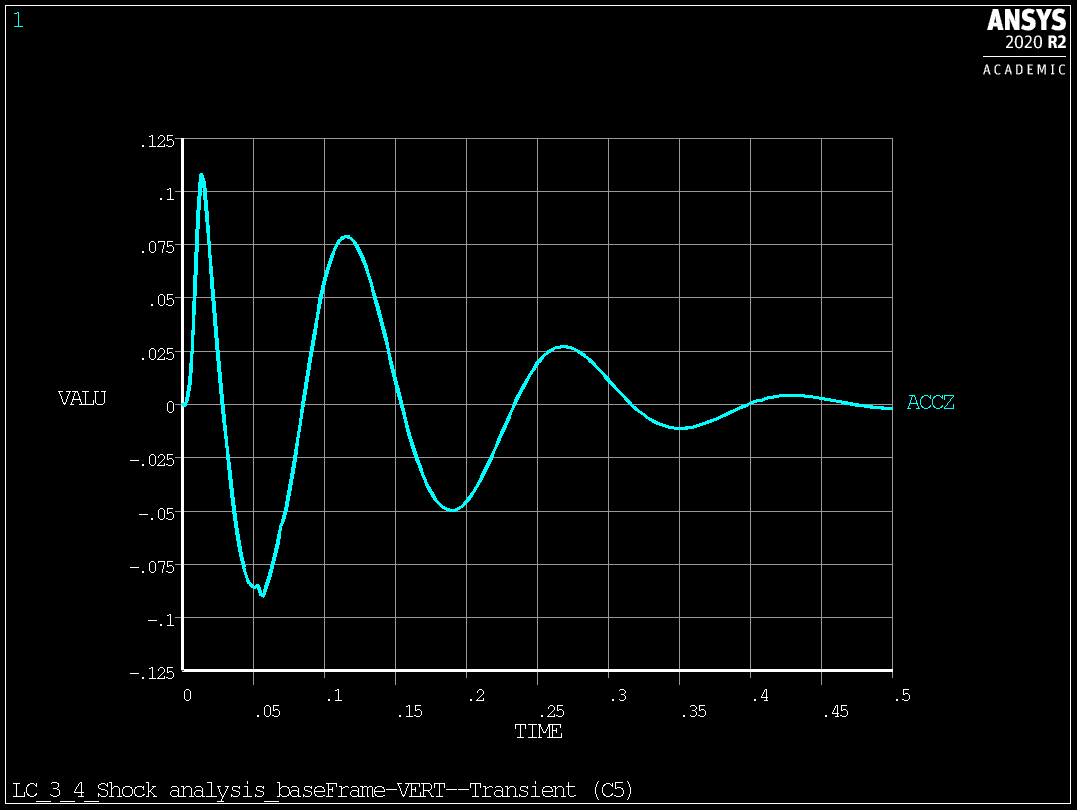 1
ANSYS
2020 R2
ACADEMIC
.125
.1
.075
.05
.025
0
-.025
-.05
-.075
-.1
-.125
VALU
ACCZ
0 .1 .2 .3 .4 .5
.05 .15 .25 .35 .45
TIME
LC_3_4_Shock analysis_baseFrame-VERT--Transient (C5)